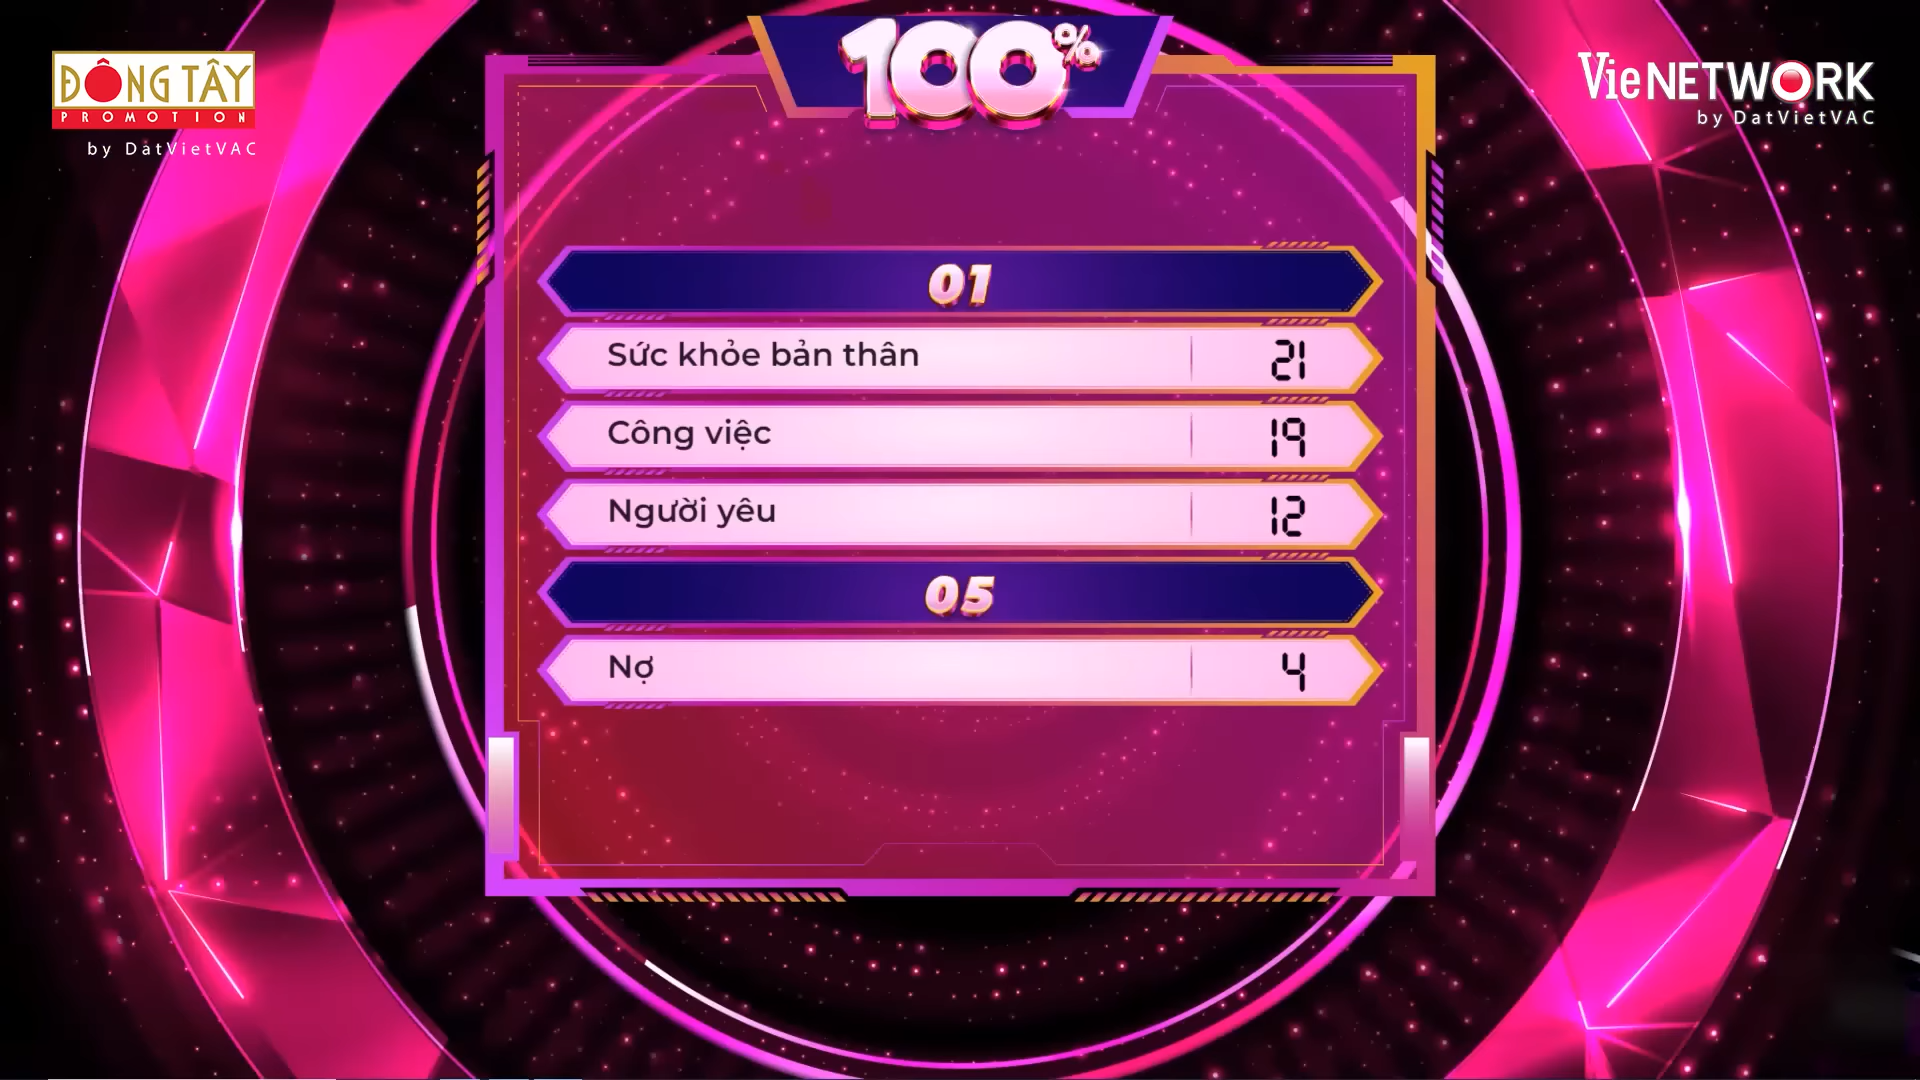 100%
ĐÔNG TÂY
PROMOTION
by DatVietVAC
VieNETWORK
by DatVietVAC
01
Sức khỏe bản thân 21
Công việc 19
Người yêu 12
05
Nợ 4